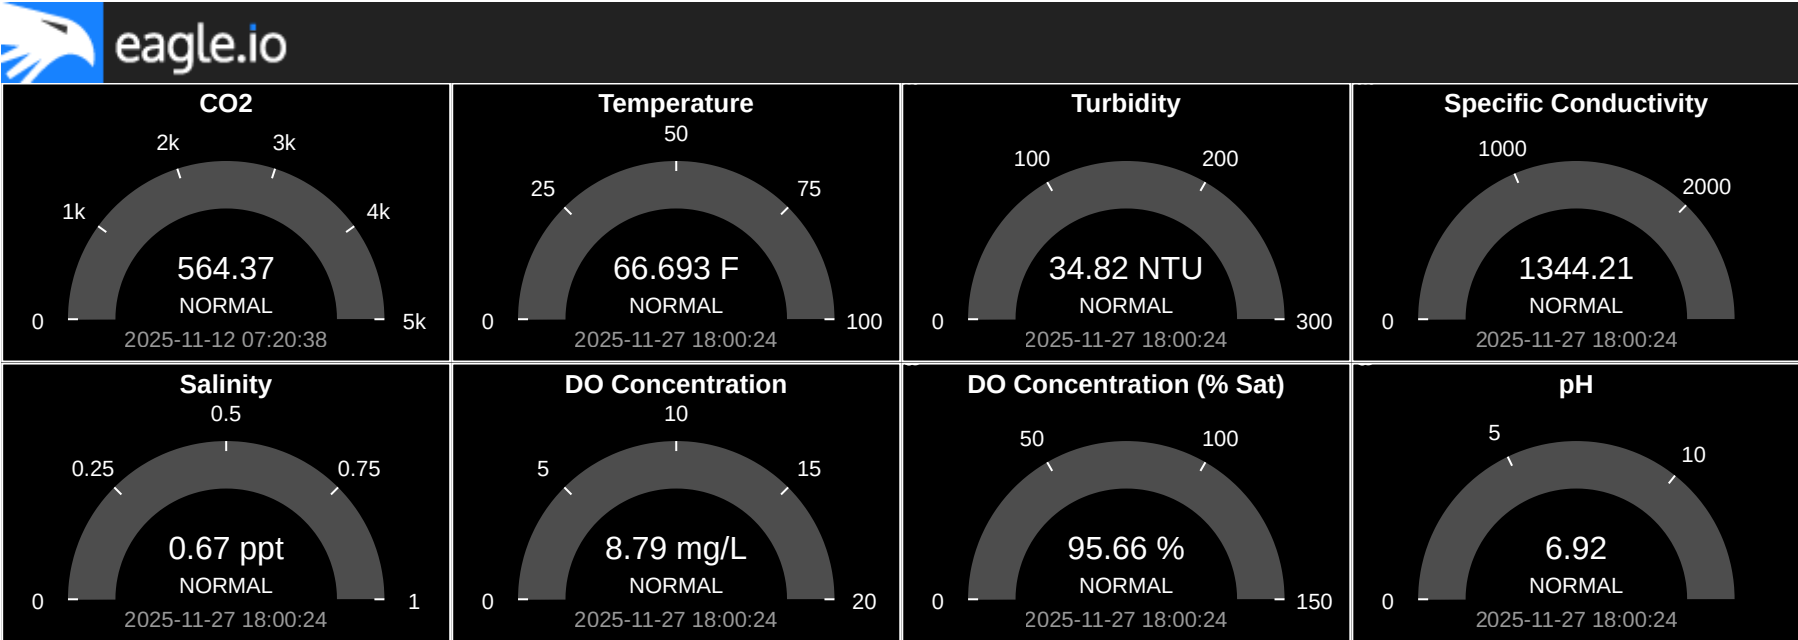 eagle.io
CO2
2k 3k
1k 4k
564.37
NORMAL
0 5k
2025-11-12 07:20:38
Temperature
50
25 75
66.693 F
NORMAL
0 100
2025-11-27 18:00:24
Turbidity
100 200
34.82 NTU
NORMAL
0 300
2025-11-27 18:00:24
Specific Conductivity
1000
2000
1344.21
NORMAL
0
2025-11-27 18:00:24
Salinity
0.5
0.25 0.75
0.67 ppt
NORMAL
0 1
2025-11-27 18:00:24
DO Concentration
10
5 15
8.79 mg/L
NORMAL
0 20
2025-11-27 18:00:24
DO Concentration (% Sat)
50 100
95.66 %
NORMAL
0 150
2025-11-27 18:00:24
pH
5
10
6.92
NORMAL
0
2025-11-27 18:00:24